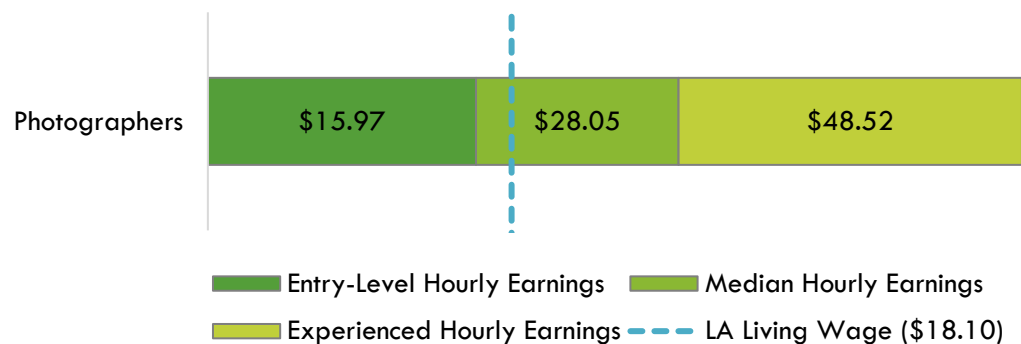 Photographers $15.97 $28.05 $48.52
Entry-Level Hourly Earnings Median Hourly Earnings
Experienced Hourly Earnings LA Living Wage ($18.10)